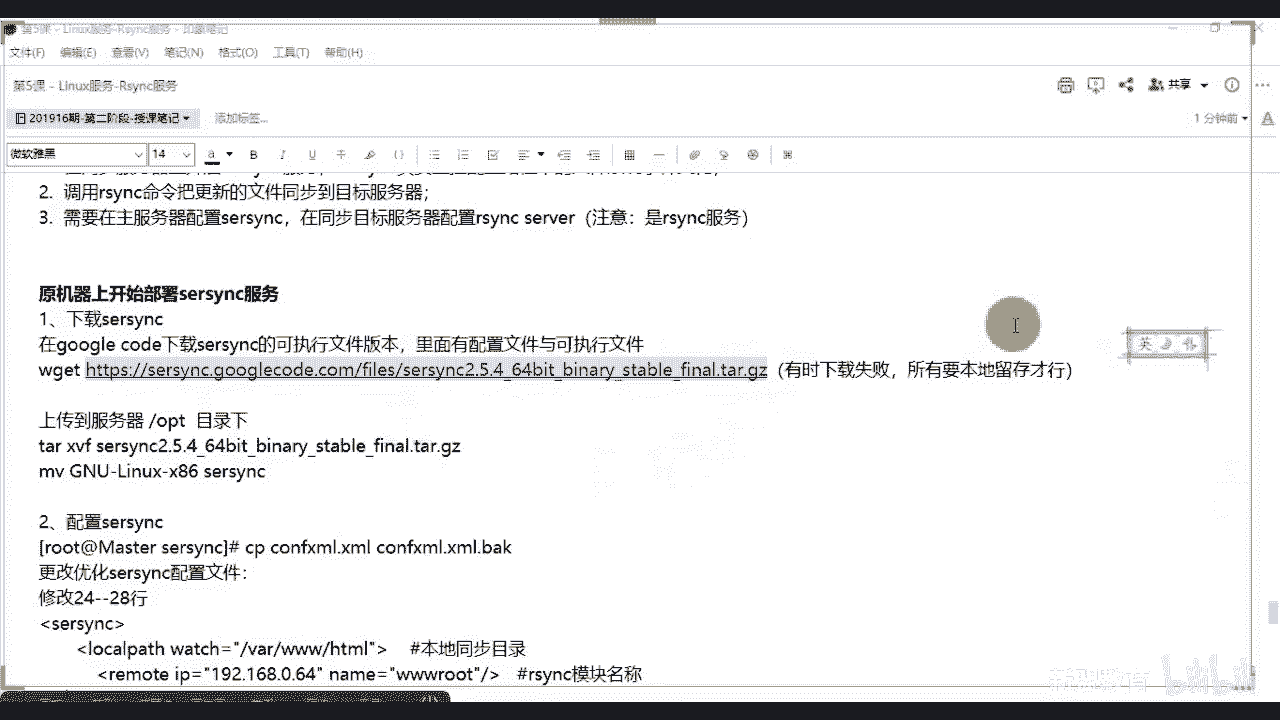 第5课 - Linux服务-Rsync服务 - 印象笔记
文件(F) 编辑(E) 查看(V) 笔记(N) 格式(O) 工具(T) 帮助(H)
第5课 - Linux服务-Rsync服务
共享
201916期-第二阶段-授课笔记
添加标签...
1 分钟前
微软雅黑 14
2. 调用rsync命令把更新的文件同步到目标服务器；
3. 需要在主服务器配置sersync，在同步目标服务器配置rsync server（注意：是rsync服务）
原机器上开始部署sersync服务
1、下载sersync
在google code下载sersync的可执行文件版本，里面有配置文件与可执行文件
wget https://sersync.googlecode.com/files/sersync2.5.4_64bit_binary_stable_final.tar.gz（有时下载失败，所有要本地留存才行）
上传到服务器 /opt 目录下
tar xvf sersync2.5.4_64bit_binary_stable_final.tar.gz
mv GNU-Linux-x86 sersync
2、配置sersync
[root@Master sersync]# cp confxml.xml confxml.xml.bak
更改优化sersync配置文件：
修改24--28行
<sersync>
<localpath watch="/var/www/html"> #本地同步目录
<remote ip="192.168.0.64" name="wwwroot"/> #rsync模块名称
bilibili